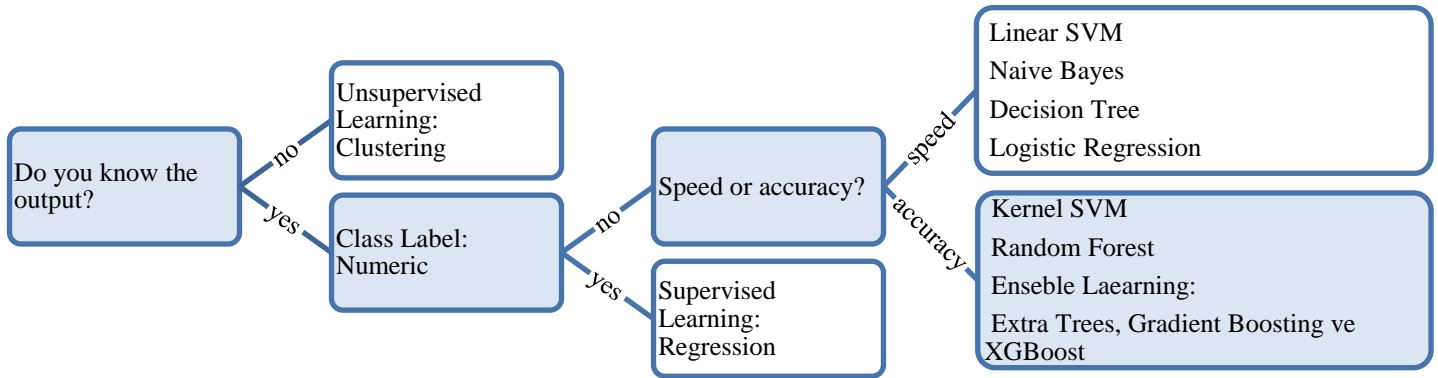 Do you know the
output?
no
yes
Unsupervised
Learning:
Clustering
Class Label:
Numeric
no
yes
Speed or accuracy?
Supervised
Learning:
Regression
speed
accuracy
Linear SVM
Naive Bayes
Decision Tree
Logistic Regression
Kernel SVM
Random Forest
Enseble Laearning:
Extra Trees, Gradient Boosting ve
XGBoost